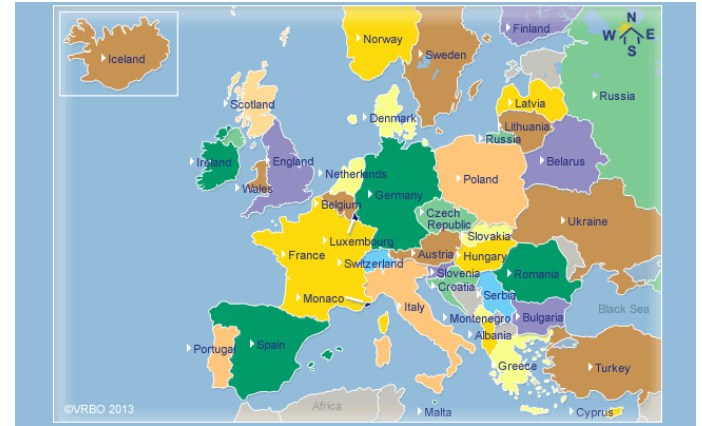 N
W E
S
Iceland
Norway
Finland
Sweden
Russia
Scotland
Latvia
Denmark
Lithuania
Russia
Ireland
England
Belarus
Netherlands
Poland
Wales
Germany
Belgium
Czech
Republic
Ukraine
Slovakia
Luxembourg
France
Austria
Hungary
Switzerland
Slovenia
Romania
Croatia
Serbia
Monaco
Italy
Black Sea
Montenegro
Bulgaria
Albania
Portugal
Spain
Greece
Turkey
Africa
Malta
Cyprus
©VRBO 2013